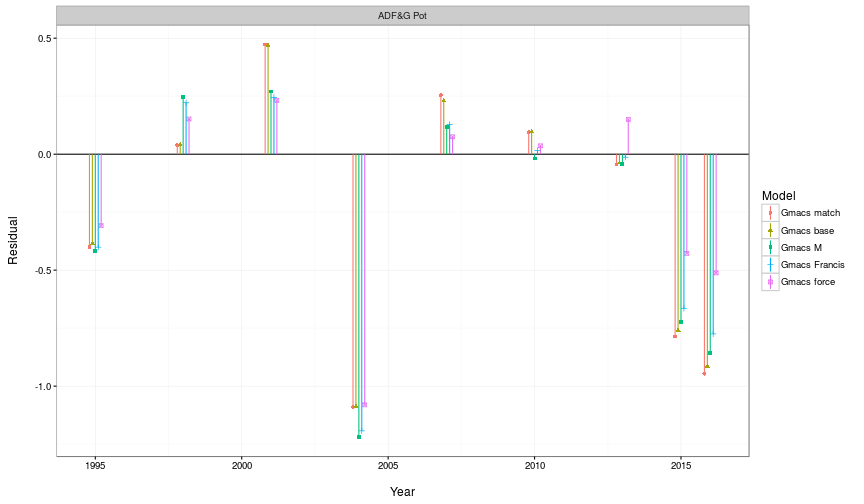 ADF&G Pot
0.5
0.0
-0.5
-1.0
Residual
1995 2000 2005 2010 2015
Year
Model
Gmacs match
Gmacs base
Gmacs M
Gmacs Francis
Gmacs force